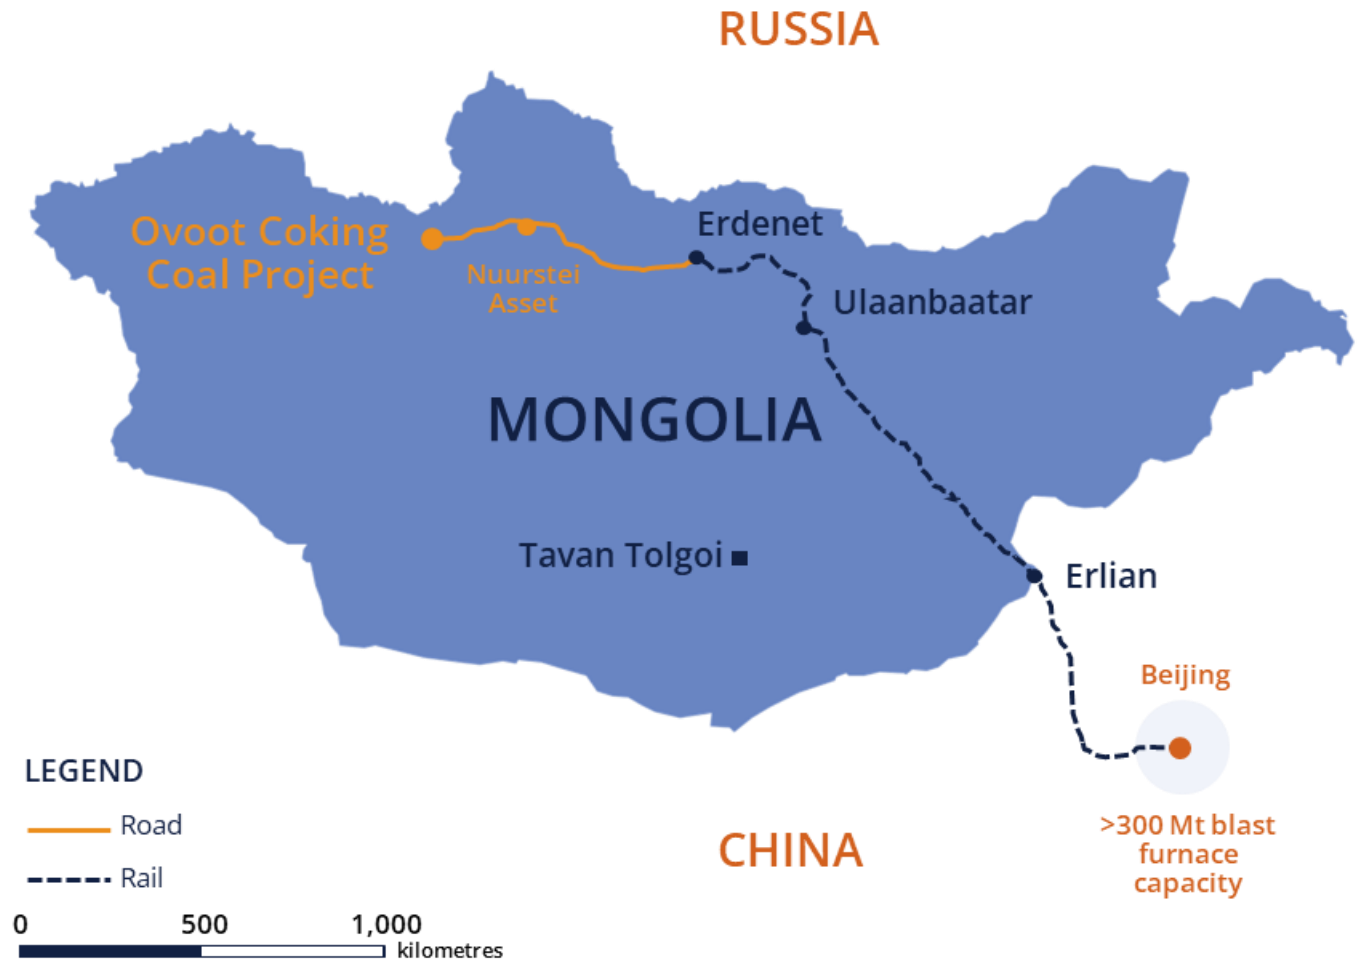 RUSSIA
Ovoot Coking
Coal Project
Nuurstei
Asset
Erdenet
Ulaanbaatar
MONGOLIA
Tavan Tolgoi
Erlian
Beijing
>300 Mt blast
furnace
capacity
CHINA
LEGEND
Road
Rail
0 500 1,000
kilometres